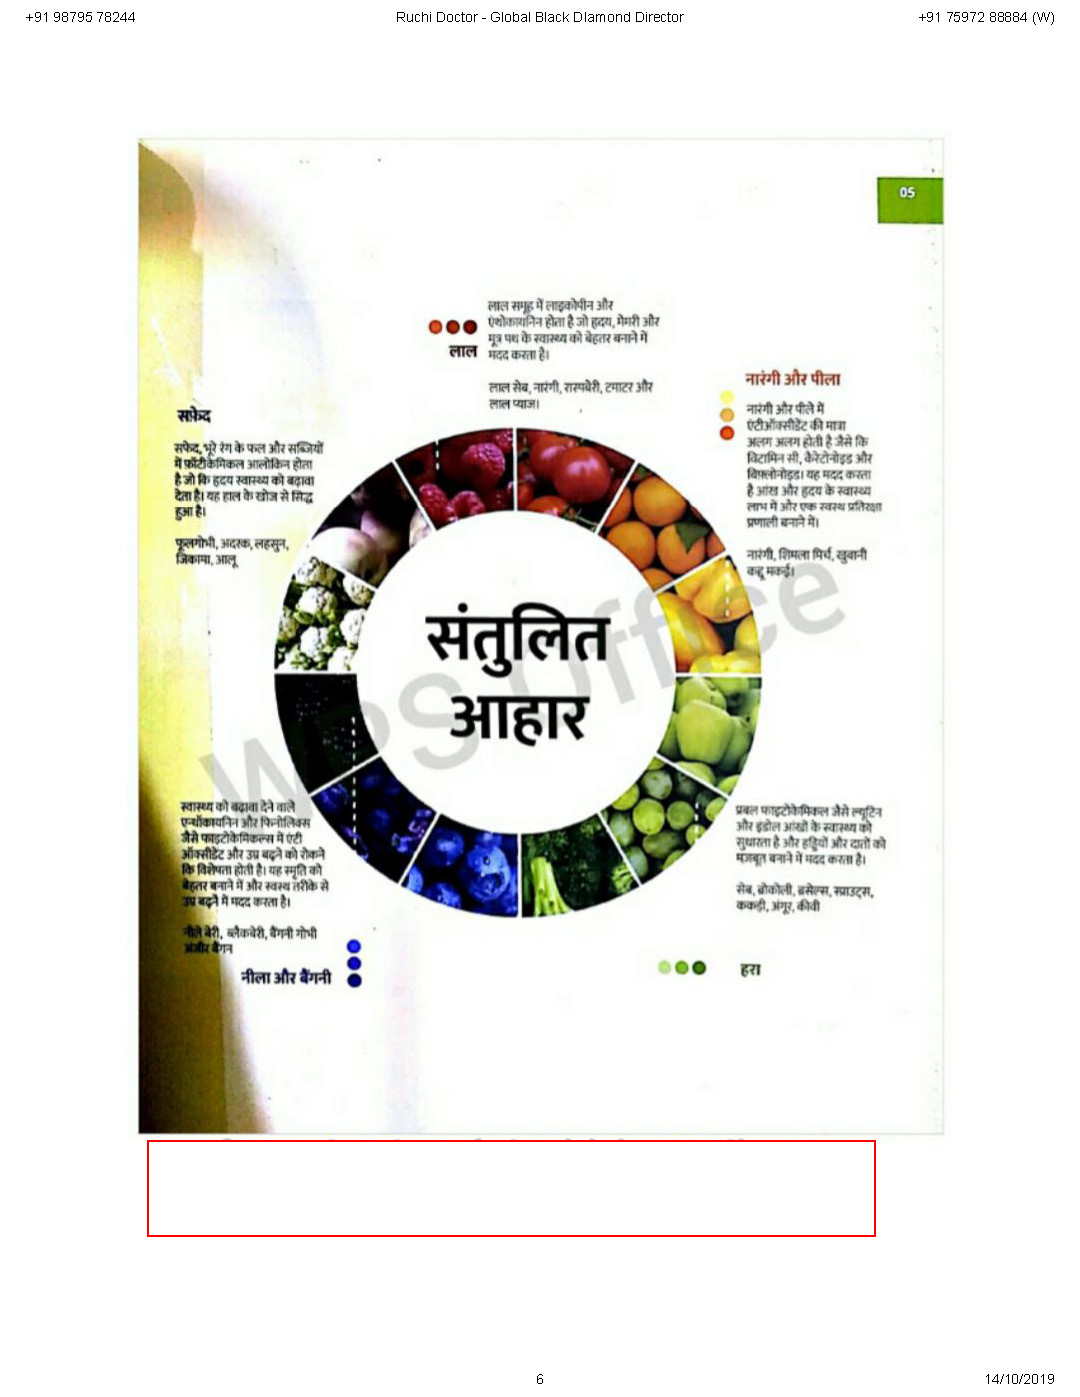 +91 98795 78244
Ruchi Doctor - Global Black DIamond Director
+91 75972 88884 (W)
05
लाल समूह में लाइकोपीन और
एंथोकायनिन होता है जो हृदय, मेमरी और
मूत्र पथ के स्वास्थ्य को बेहतर बनाने में
मदद करता है।
लाल
लाल सेब, नारंगी, रास्पबेरी, टमाटर और
लाल प्याज।
नारंगी और पीला
नारंगी और पीले में
एंटीऑक्सीडेंट की मात्रा
अलग अलग होती है जैसे कि
विटामिन सी, कैरेटोनोइड और
बिफ़्लोनोइड। यह मदद करता
है आंख और हृदय के स्वास्थ्य
लाभ में और एक स्वस्थ प्रतिरक्षा
प्रणाली बनाने में।
नारंगी, शिमला मिर्च, खुबानी
कद्दू मकई।
सफ़ेद
सफ़ेद, भूरे रंग के फल और सब्जियों
में फ़ॉटीकेमिकल आलोकिन होता
है जो कि हृदय स्वास्थ्य को बढ़ावा
देता है। यह हाल के खोज से सिद्ध
हुआ है।
फूलगोभी, अदरक, लहसुन,
जिकामा, आलू
संतुलित
आहार
WPS Office
स्वास्थ्य को बढ़ावा देने वाले
एन्थॉकायनिन और फिनोलिक्स
जैसे फाइटोकेमिकल्स में एंटी
ऑक्सीडेंट और उम्र बढ़ने को रोकने
कि विशेषता होती है। यह स्मृति को
बेहतर बनाने में और स्वस्थ तरीके से
उम्र बढ़ने में मदद करता है।
नीले बेरी, ब्लैकबेरी, बैंगनी गोभी
अंजीर बैंगन
नीला और बैंगनी
प्रबल फाइटोकेमिकल जैसे ल्यूटिन
और इंडोल आंखों के स्वास्थ्य को
सुधारता है और हड्डियों और दातों को
मजबूत बनाने में मदद करता है।
सेब, ब्रोकोली, ब्रसेल्स, स्प्राउट्स,
ककड़ी, अंगूर, कीवी
हरा
6
14/10/2019